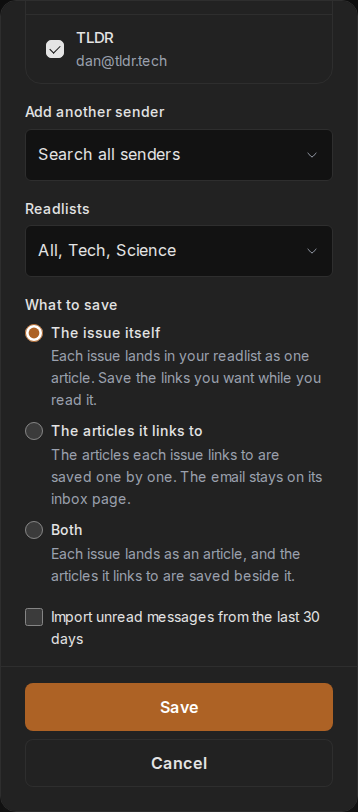 TLDR
dan@tldr.tech
Add another sender
Search all senders
Readlists
All, Tech, Science
What to save
The issue itself
Each issue lands in your readlist as one
article. Save the links you want while you
read it.
The articles it links to
The articles each issue links to are
saved one by one. The email stays on its
inbox page.
Both
Each issue lands as an article, and the
articles it links to are saved beside it.
Import unread messages from the last 30
days
Save
Cancel